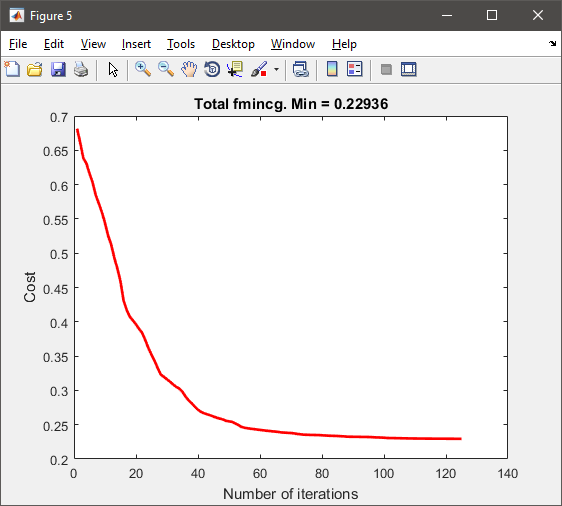 Figure 5
File Edit View Insert Tools Desktop Window Help
Total fmincg. Min = 0.22936
0.7
0.65
0.6
0.55
0.5
0.45
0.4
0.35
0.3
0.25
0.2
Cost
0 20 40 60 80 100 120 140
Number of iterations